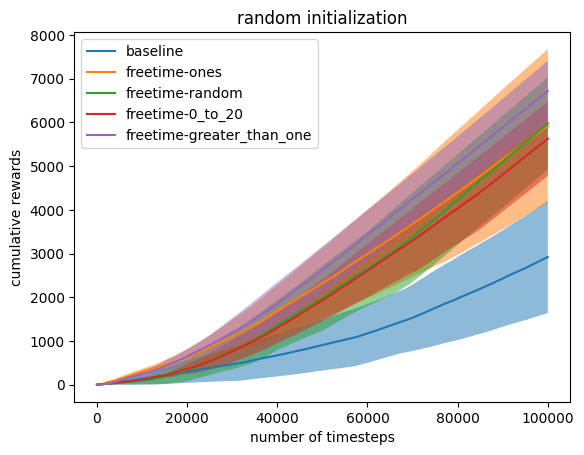 random initialization
baseline
freetime-ones
freetime-random
freetime-0_to_20
freetime-greater_than_one
cumulative rewards
8000
7000
6000
5000
4000
3000
2000
1000
0
0 20000 40000 60000 80000 100000
number of timesteps